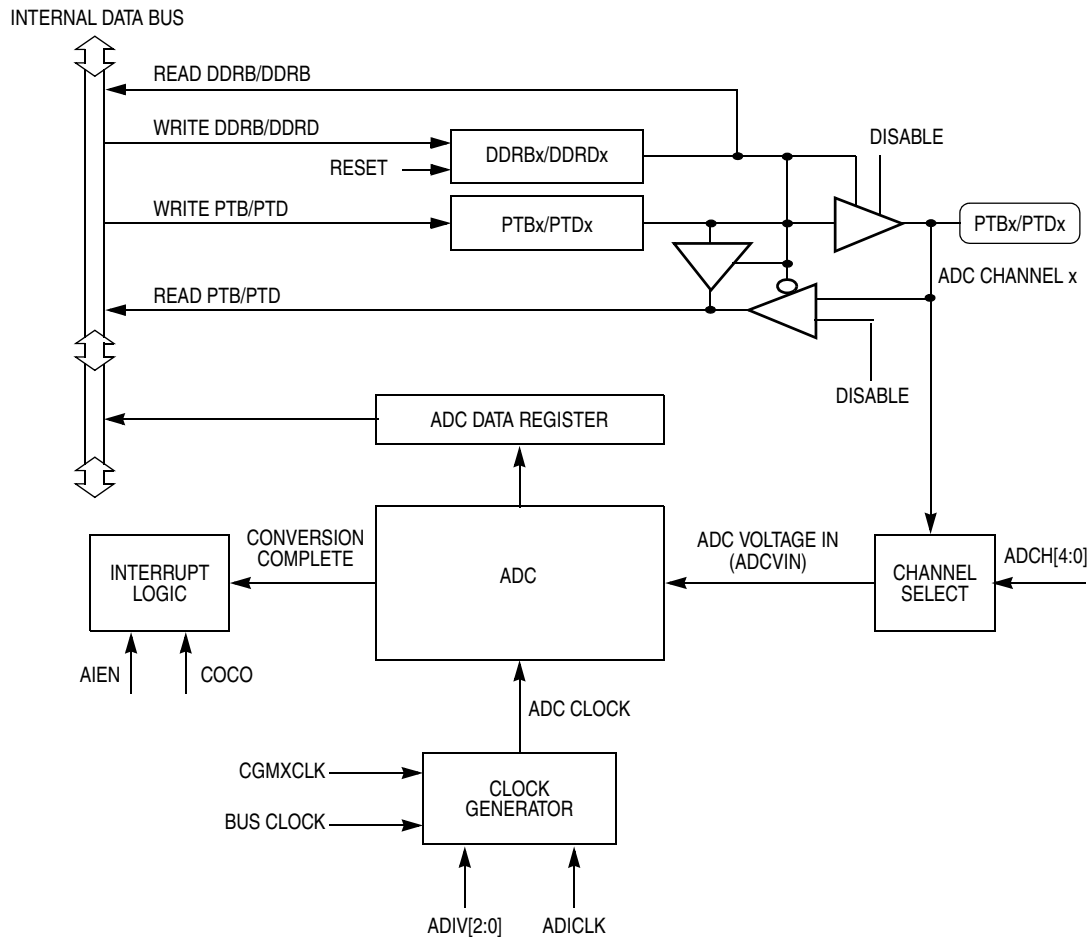 INTERNAL DATA BUS
READ DDRB/DDRB
WRITE DDRB/DDRD
RESET
DDRBx/DDRDx
DISABLE
WRITE PTB/PTD
PTBx/PTDx
PTBx/PTDx
ADC CHANNEL x
READ PTB/PTD
DISABLE
ADC DATA REGISTER
INTERRUPT
LOGIC
CONVERSION
COMPLETE
ADC
ADC VOLTAGE IN
(ADCVIN)
CHANNEL
SELECT
ADCH[4:0]
AIEN
COCO
ADC CLOCK
CGMXCLK
BUS CLOCK
CLOCK
GENERATOR
ADIV[2:0]
ADICLK